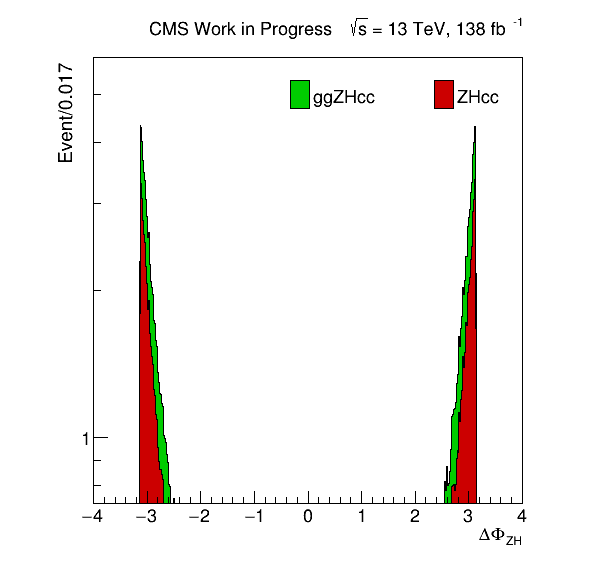 CMS Work in Progress √s = 13 TeV, 138 fb⁻¹
Event/0.017
ggZHcc ZHcc
1
−4 −3 −2 −1 0 1 2 3 4
ΔΦ_ZH